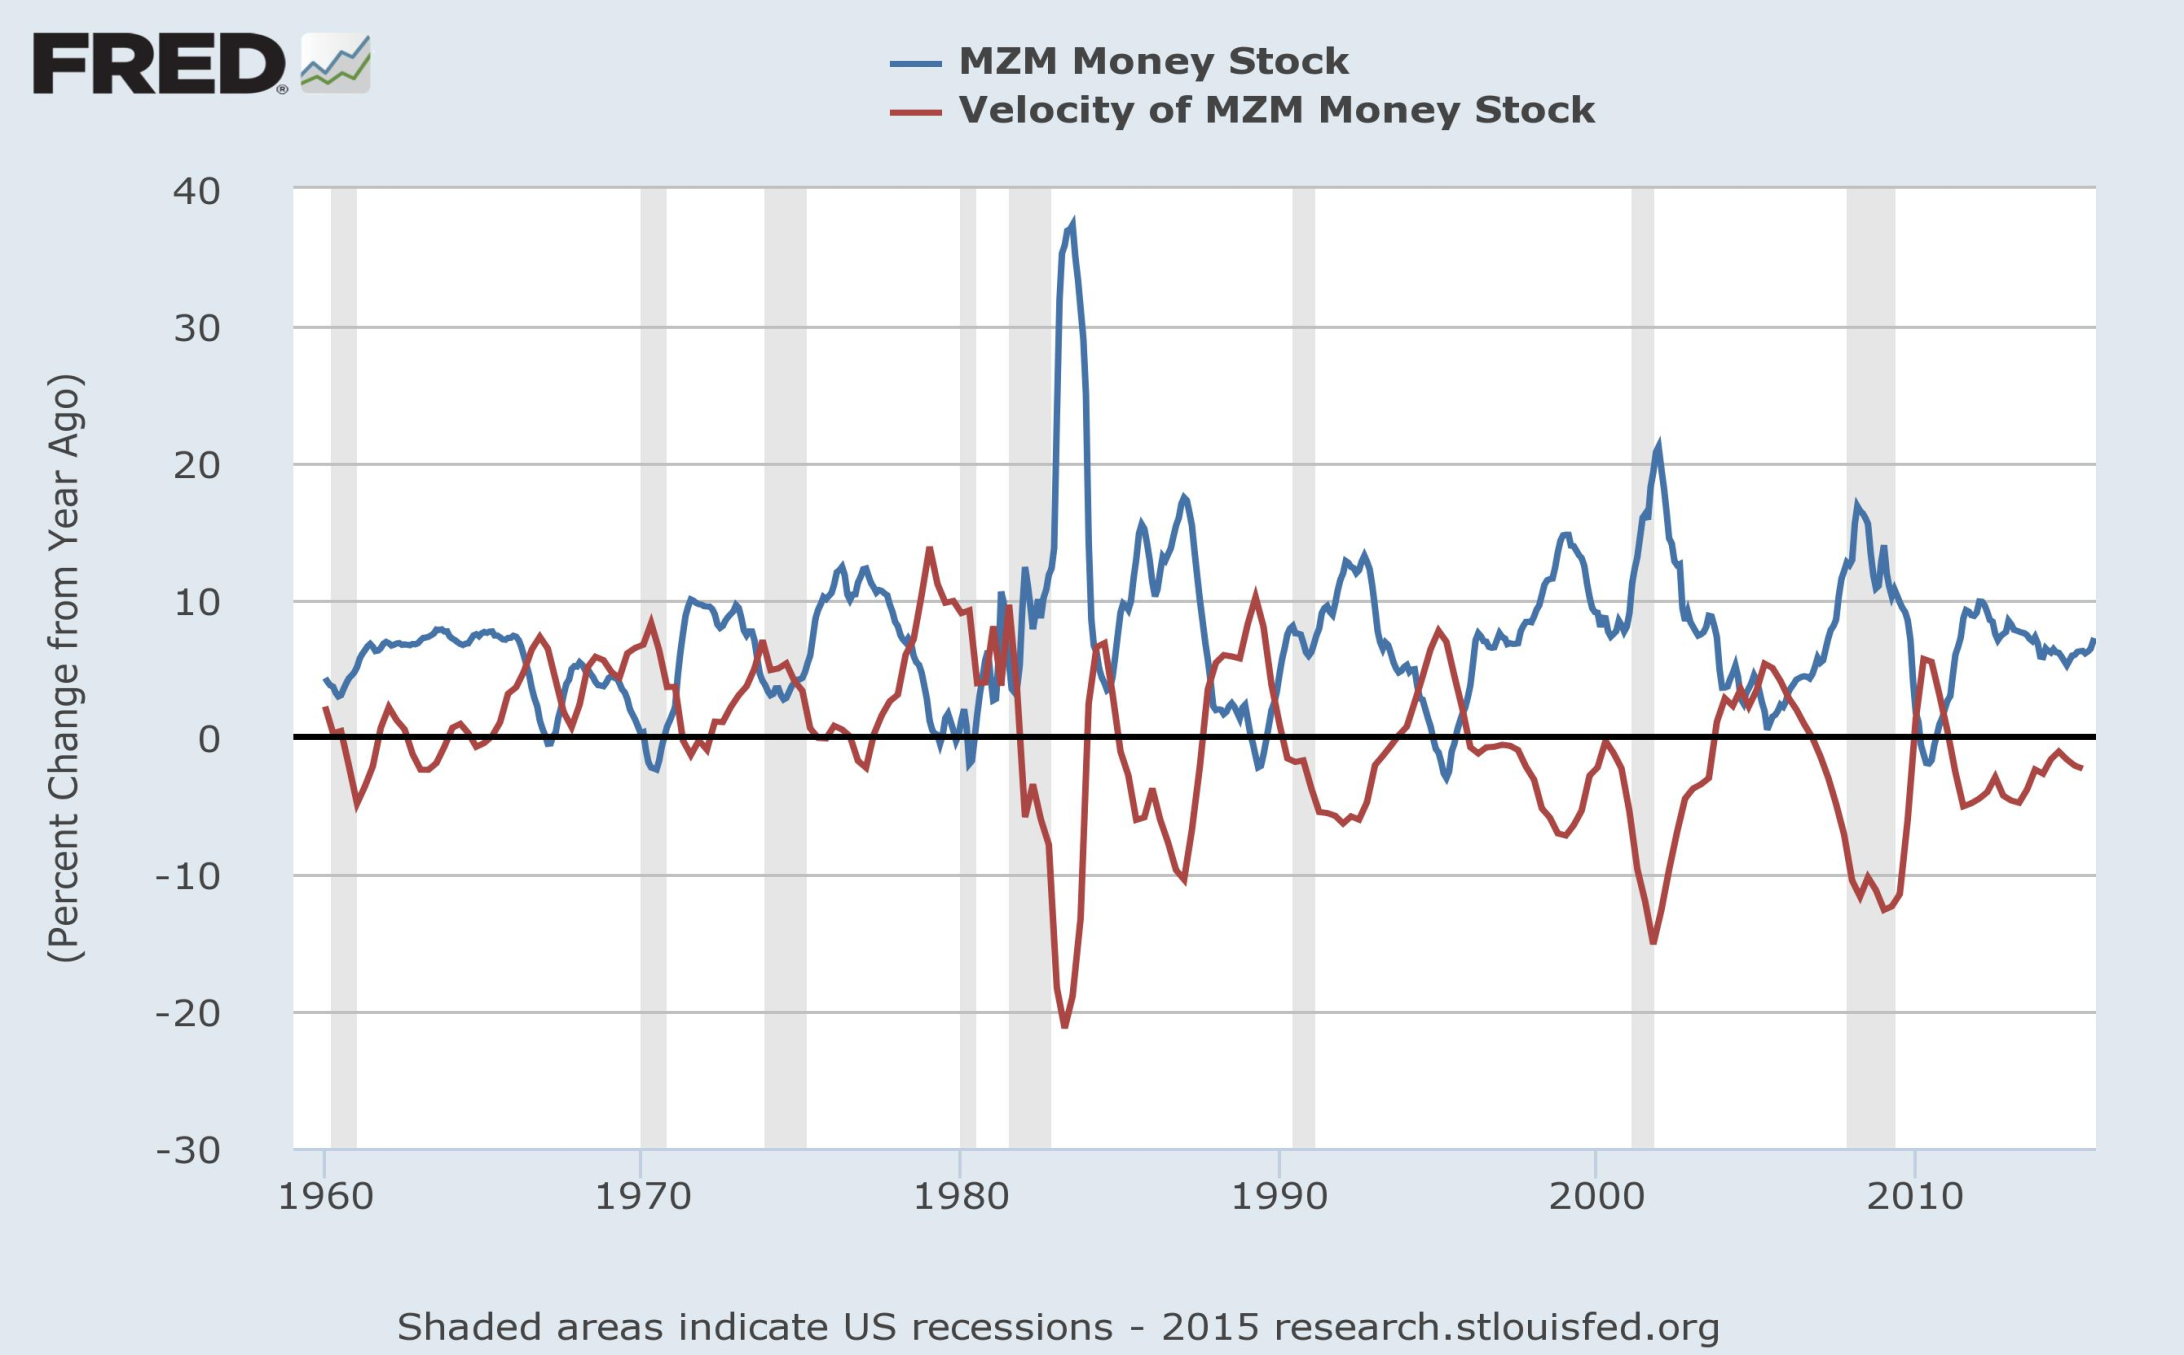 FRED®
MZM Money Stock
Velocity of MZM Money Stock
40
30
20
10
0
-10
-20
-30
(Percent Change from Year Ago)
1960 1970 1980 1990 2000 2010
Shaded areas indicate US recessions - 2015 research.stlouisfed.org